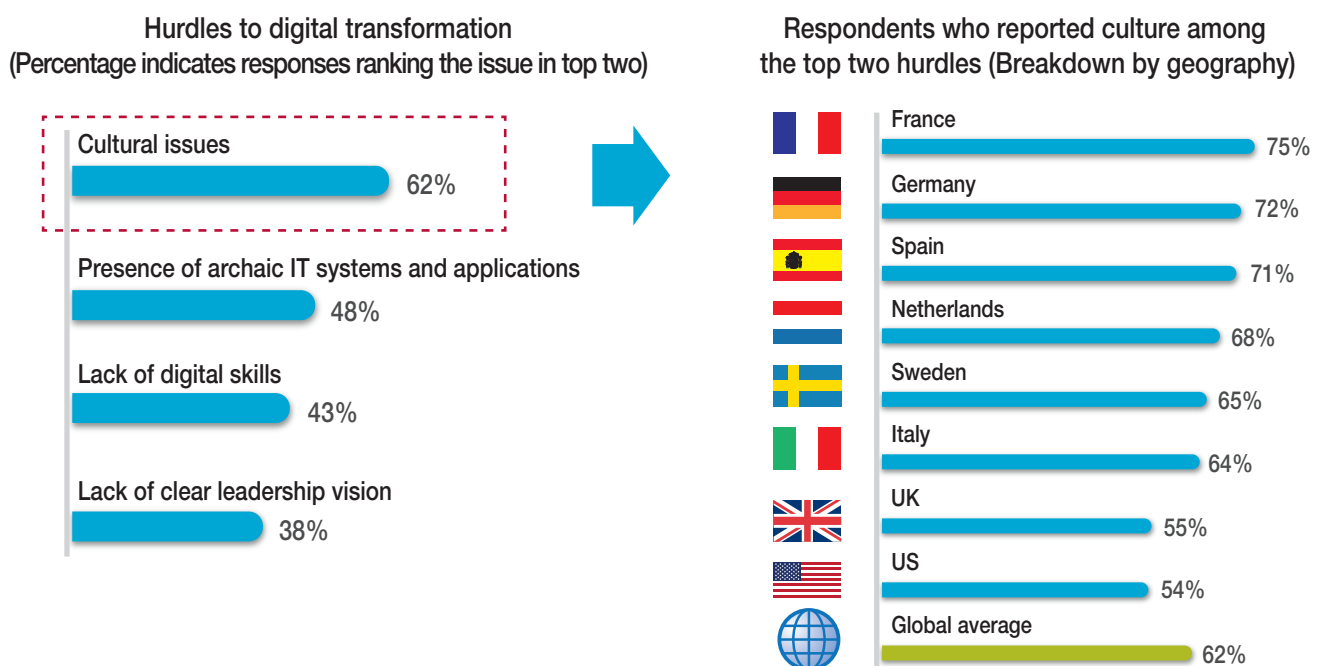 Hurdles to digital transformation
(Percentage indicates responses ranking the issue in top two)
Cultural issues
62%
Presence of archaic IT systems and applications
48%
Lack of digital skills
43%
Lack of clear leadership vision
38%
Respondents who reported culture among
the top two hurdles (Breakdown by geography)
France
75%
Germany
72%
Spain
71%
Netherlands
68%
Sweden
65%
Italy
64%
UK
55%
US
54%
Global average
62%